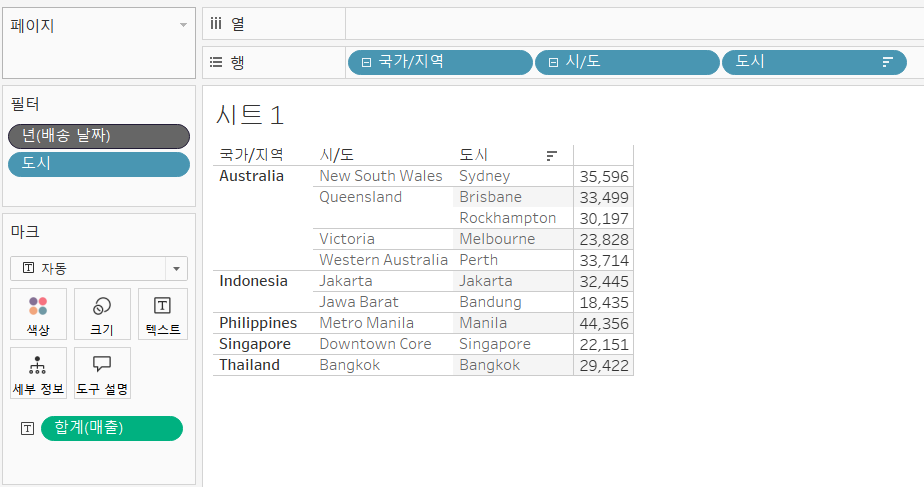 페이지
열
행 국가/지역 시/도 도시
필터
년(배송 날짜)
도시
마크
자동
색상 크기 텍스트
세부 정보 도구 설명
합계(매출)
시트 1
국가/지역 시/도 도시
Australia New South Wales Sydney 35,596
Queensland Brisbane 33,499
Rockhampton 30,197
Victoria Melbourne 23,828
Western Australia Perth 33,714
Indonesia Jakarta Jakarta 32,445
Jawa Barat Bandung 18,435
Philippines Metro Manila Manila 44,356
Singapore Downtown Core Singapore 22,151
Thailand Bangkok Bangkok 29,422